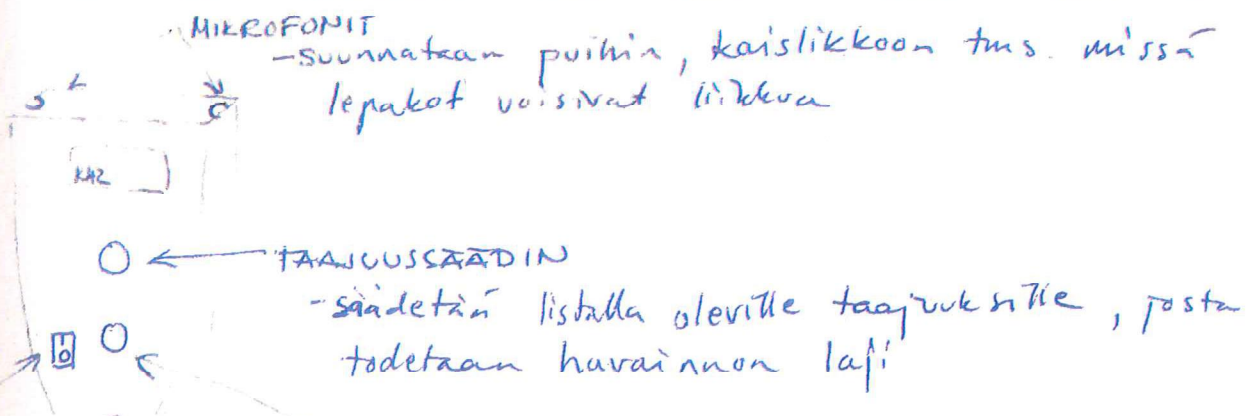 MIKROFONIT
- Suunnataan puihin, kaislikkoon tms. missä
lepakot voisivat liikkua
KHZ
TAAJUUSSÄÄDIN
- säädetään listalla oleville taajuuksille, josta
todetaan havainnon laji